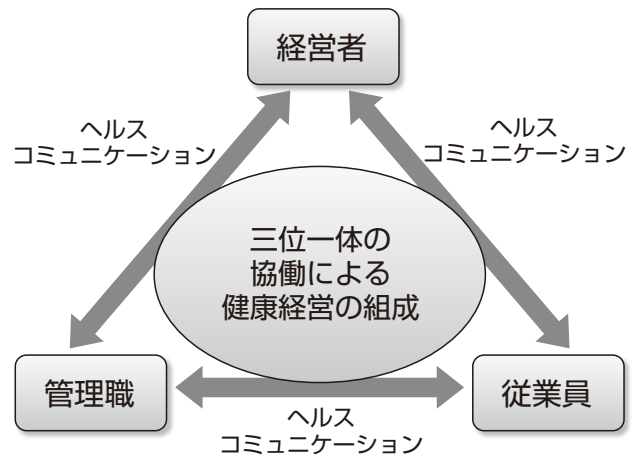 経営者
ヘルス
コミュニケーション
ヘルス
コミュニケーション
三位一体の
協働による
健康経営の組成
管理職
従業員
ヘルス
コミュニケーション